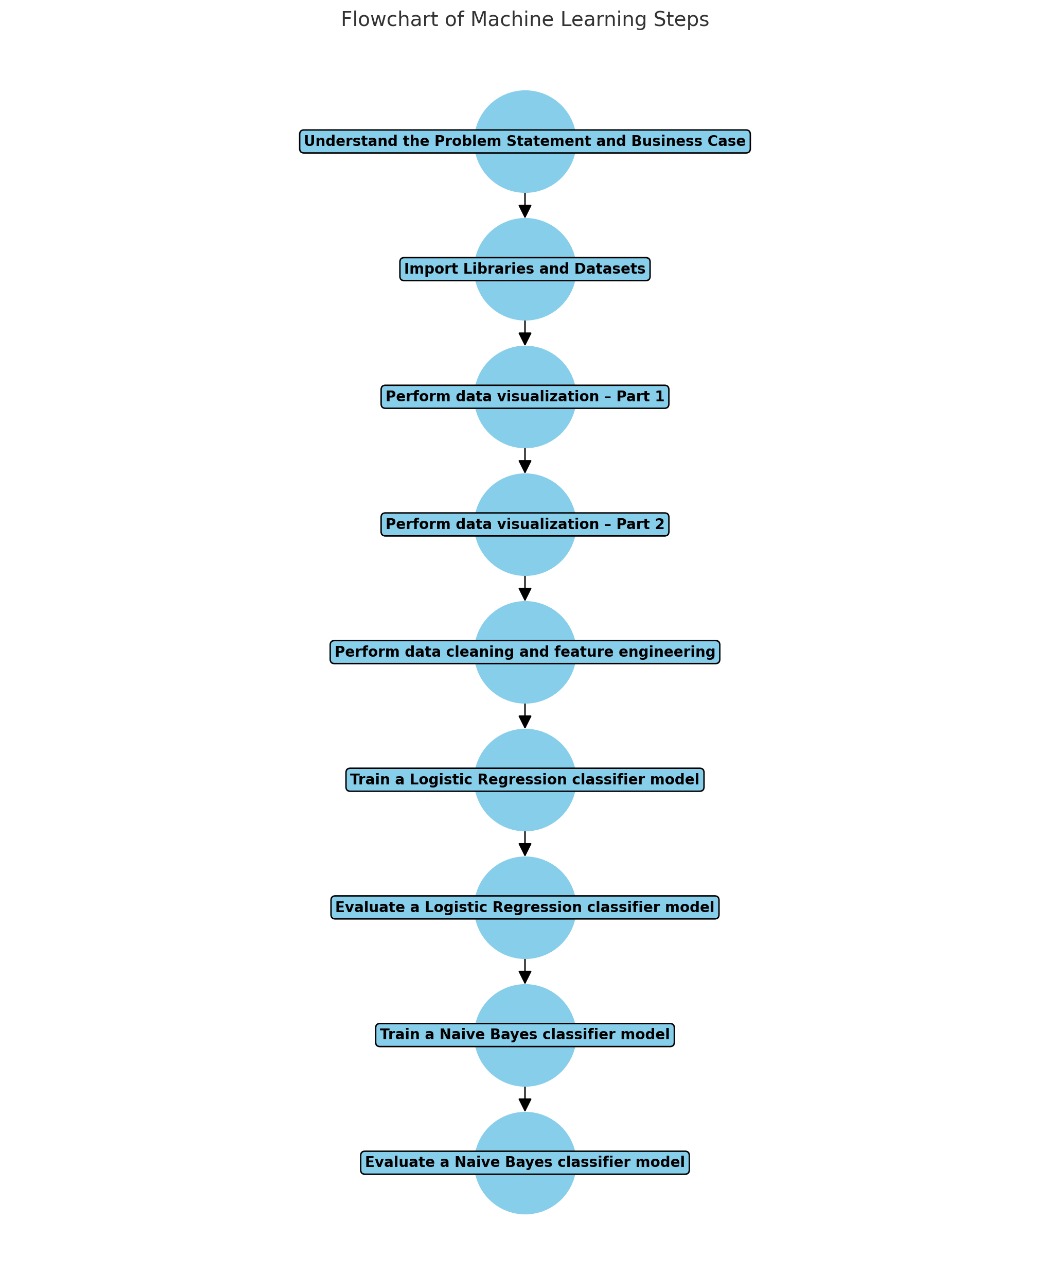 Flowchart of Machine Learning Steps
Understand the Problem Statement and Business Case
Import Libraries and Datasets
Perform data visualization – Part 1
Perform data visualization – Part 2
Perform data cleaning and feature engineering
Train a Logistic Regression classifier model
Evaluate a Logistic Regression classifier model
Train a Naive Bayes classifier model
Evaluate a Naive Bayes classifier model